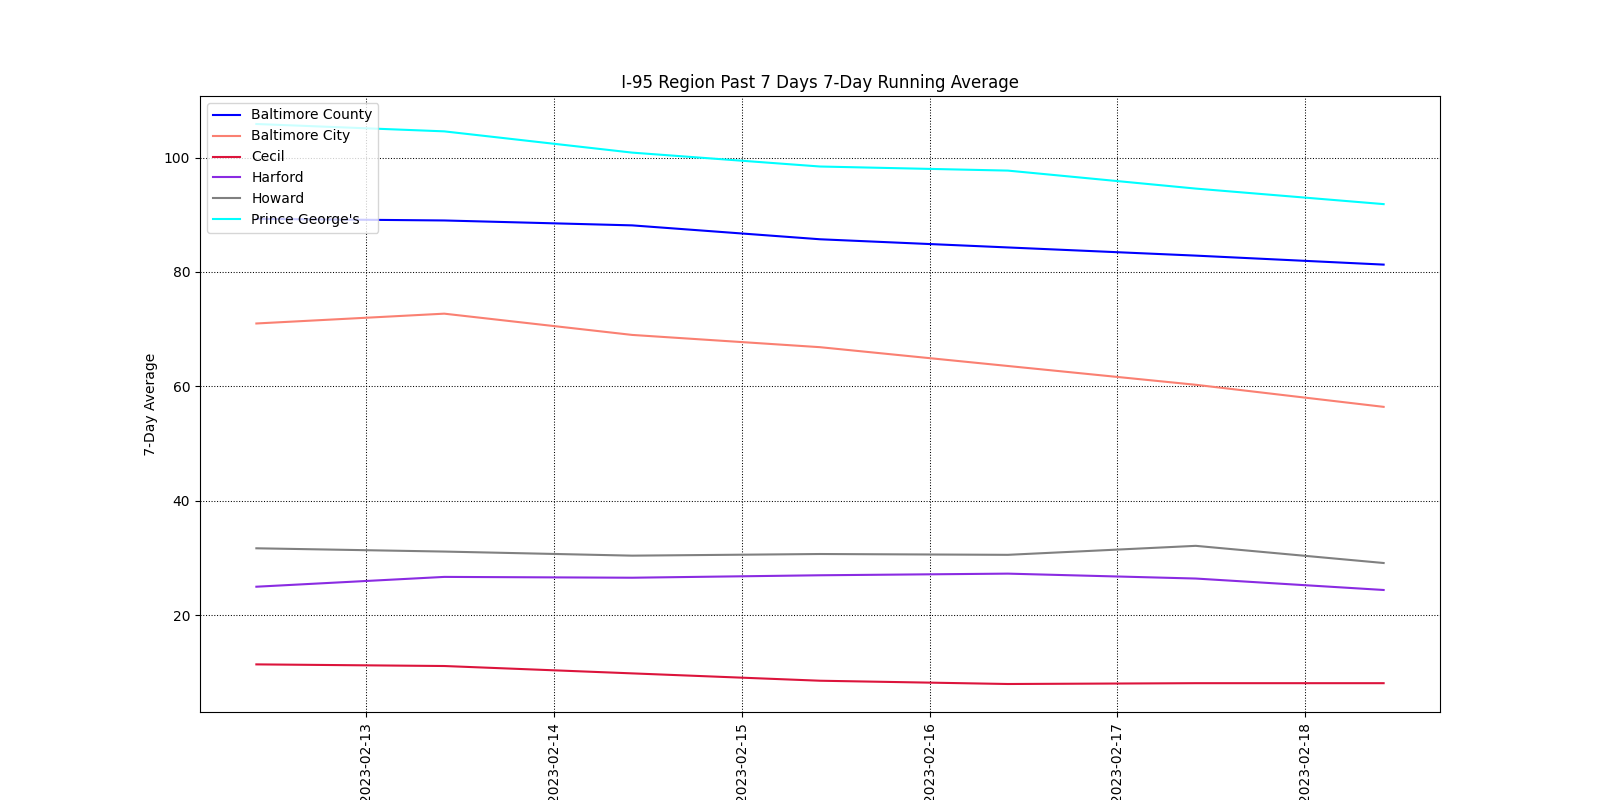 I-95 Region Past 7 Days 7-Day Running Average
Baltimore County
Baltimore City
Cecil
Harford
Howard
Prince George's
100
80
60
40
20
7-Day Average
2023-02-13
2023-02-14
2023-02-15
2023-02-16
2023-02-17
2023-02-18